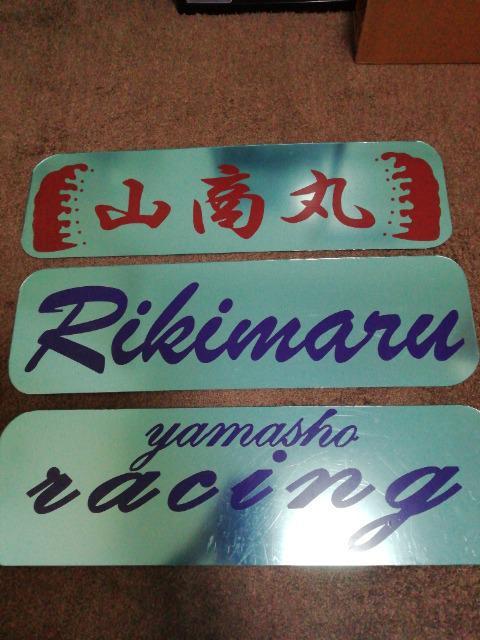 山商丸
Rikimaru
yamasho
racing